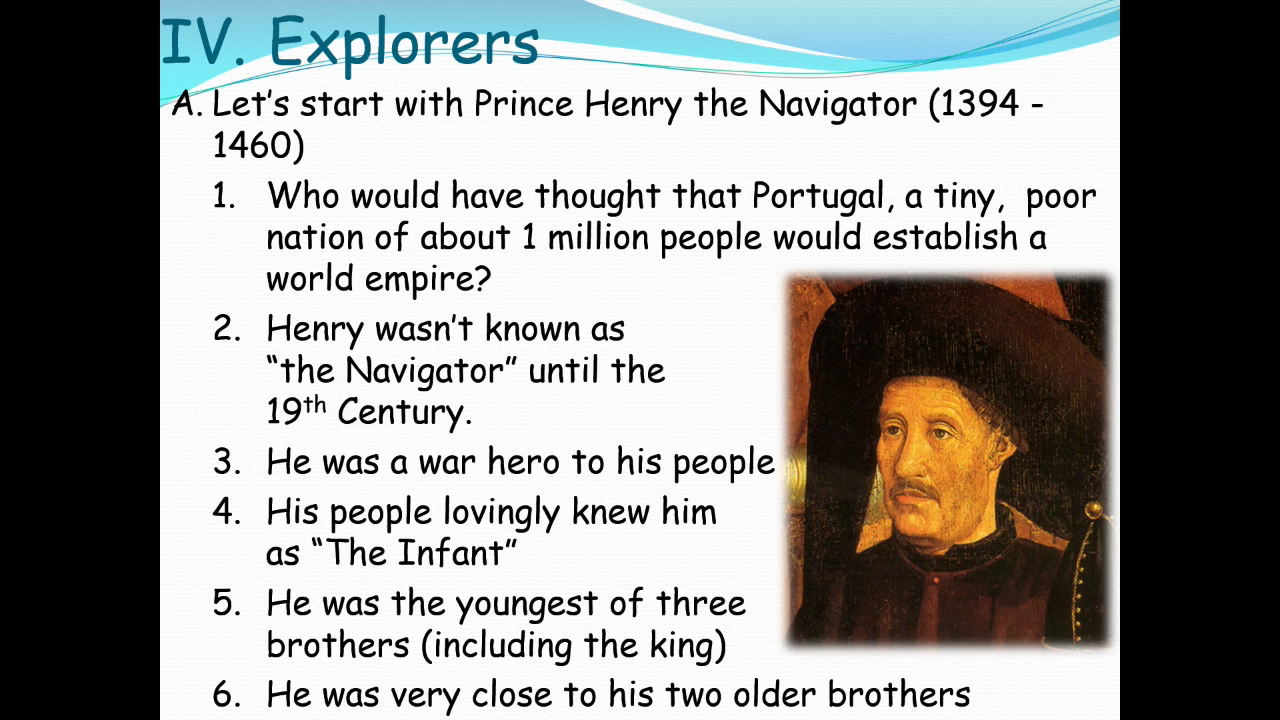 IV. Explorers
A. Let's start with Prince Henry the Navigator (1394 -
1460)
1. Who would have thought that Portugal, a tiny,  poor
nation of about 1 million people would establish a
world empire?
2. Henry wasn't known as
“the Navigator” until the
19th Century.
3. He was a war hero to his people
4. His people lovingly knew him
as “The Infant”
5. He was the youngest of three
brothers (including the king)
6. He was very close to his two older brothers